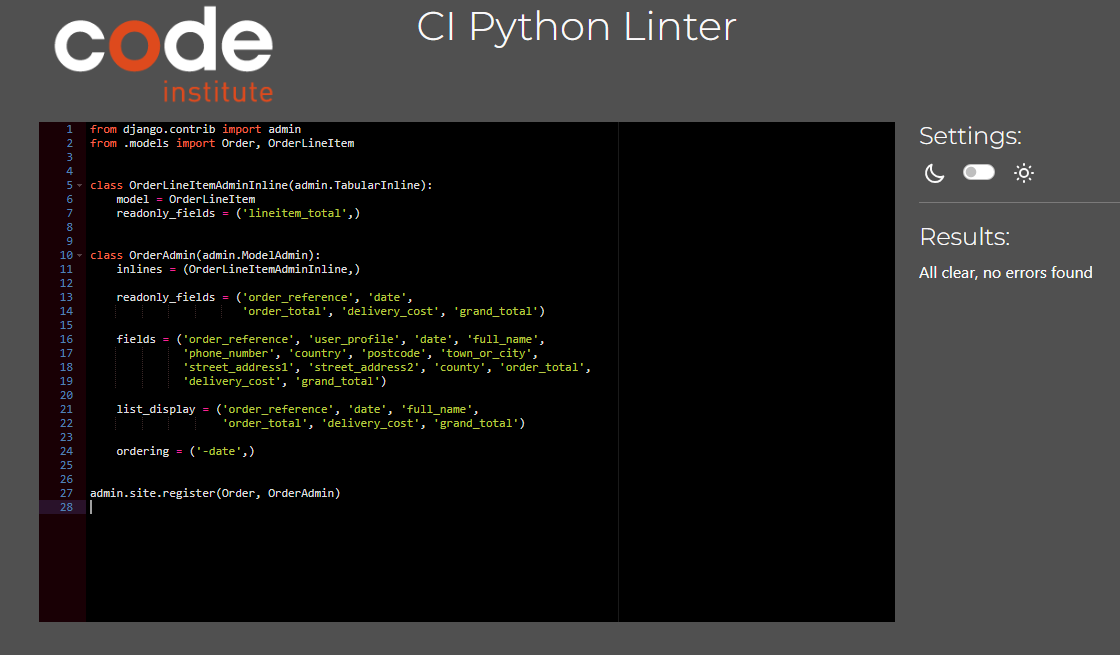 code
institute
CI Python Linter
1 from django.contrib import admin
2 from .models import Order, OrderLineItem
3
4
5 class OrderLineItemAdminInline(admin.TabularInline):
6     model = OrderLineItem
7     readonly_fields = ('lineitem_total',)
8
9
10 class OrderAdmin(admin.ModelAdmin):
11     inlines = (OrderLineItemAdminInline,)
12
13     readonly_fields = ('order_reference', 'date',
14                        'order_total', 'delivery_cost', 'grand_total')
15
16     fields = ('order_reference', 'user_profile', 'date', 'full_name',
17               'phone_number', 'country', 'postcode', 'town_or_city',
18               'street_address1', 'street_address2', 'county', 'order_total',
19               'delivery_cost', 'grand_total')
20
21     list_display = ('order_reference', 'date', 'full_name',
22                     'order_total', 'delivery_cost', 'grand_total')
23
24     ordering = ('-date',)
25
26
27 admin.site.register(Order, OrderAdmin)
28
Settings:
Results:
All clear, no errors found